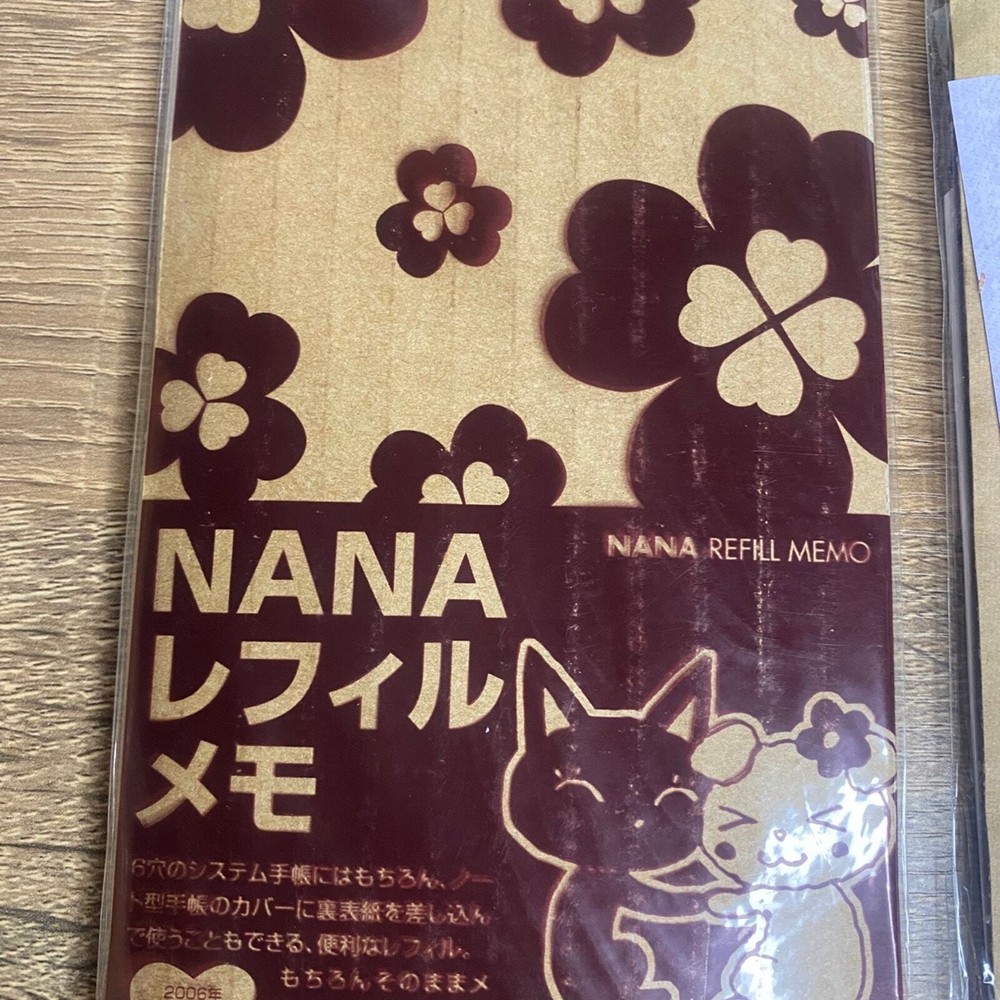 NANA
レフィル
メモ
NANA REFILL MEMO
6穴のシステム手帳にはもちろん、ノー
ト型手帳のカバーに裏表紙を差し込ん
で使うこともできる、便利なレフィル。
もちろんそのままメ
2006年